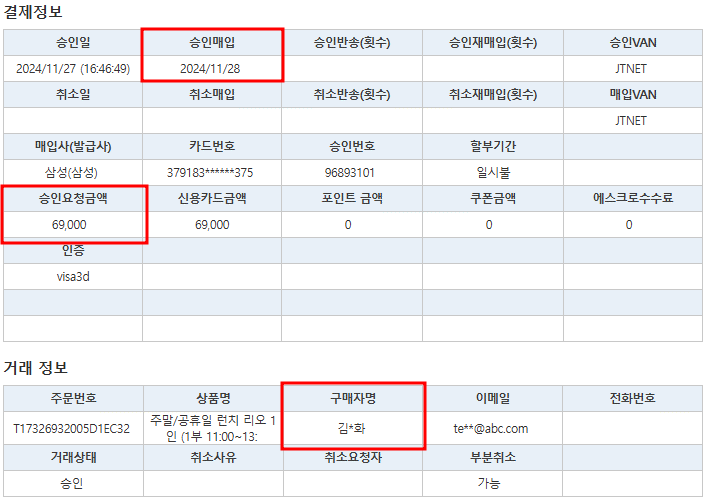 결제정보
승인일 승인매입 승인반송(횟수) 승인재매입(횟수) 승인VAN
2024/11/27 (16:46:49) 2024/11/28 JTNET
취소일 취소매입 취소반송(횟수) 취소재매입(횟수) 매입VAN
JTNET
매입사(발급사) 카드번호 승인번호 할부기간
삼성(삼성) 379183******375 96893101 일시불
승인요청금액 신용카드금액 포인트 금액 쿠폰금액 에스크로수수료
69,000 69,000 0 0 0
인증
visa3d
거래 정보
주문번호 상품명 구매자명 이메일 전화번호
T17326932005D1EC32 주말/공휴일 런치 리오 1 김*화 te**@abc.com
인 (1부 11:00~13:
거래상태 취소사유 취소요청자 부분취소
승인 가능